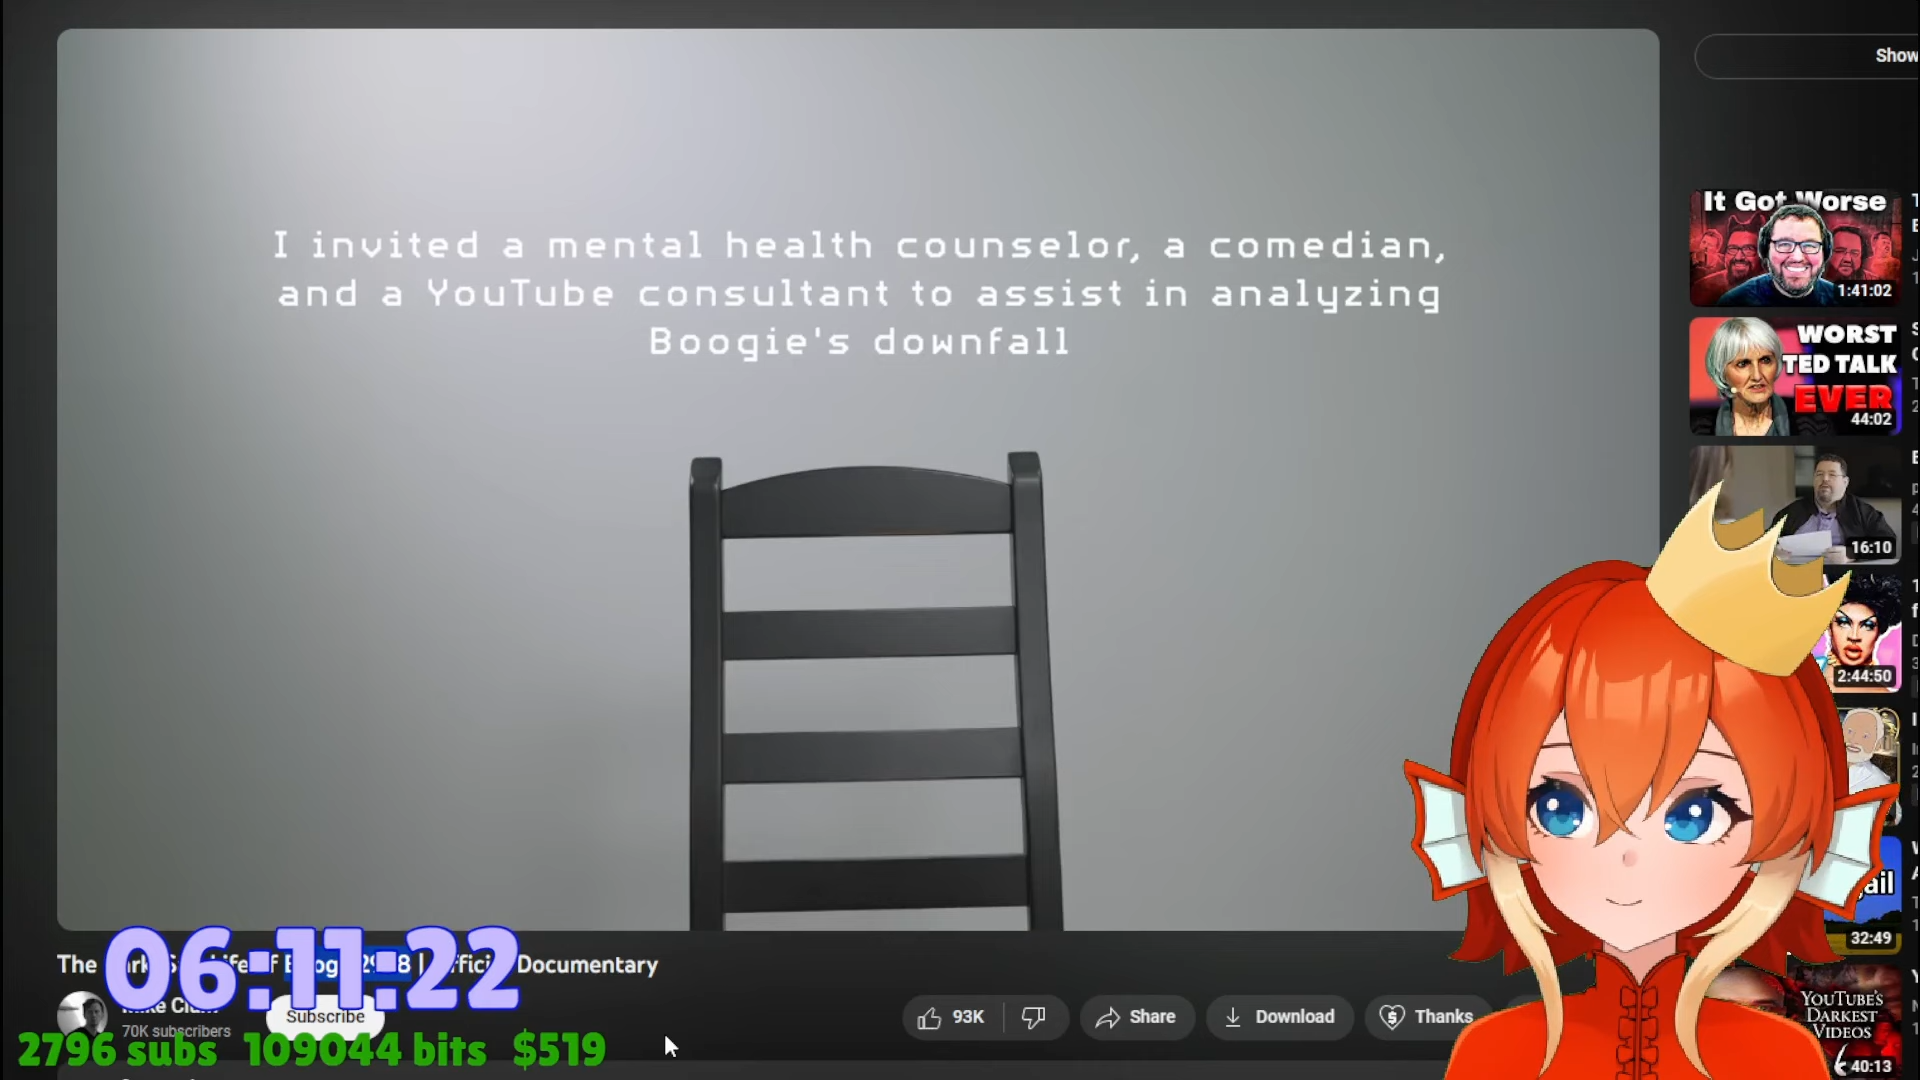 I invited a mental health counselor, a comedian,
and a YouTube consultant to assist in analyzing
Boogie's downfall
Show
It Got Worse
1:41:02
WORST
TED TALK
EVER
44:02
16:10
2:44:50
32:49
YOUTUBE'S
DARKEST
VIDEOS
40:13
The Documentary
06:11:22
70K subscribers
Subscribe
93K
Share
Download
Thanks
2796 subs 109044 bits $519